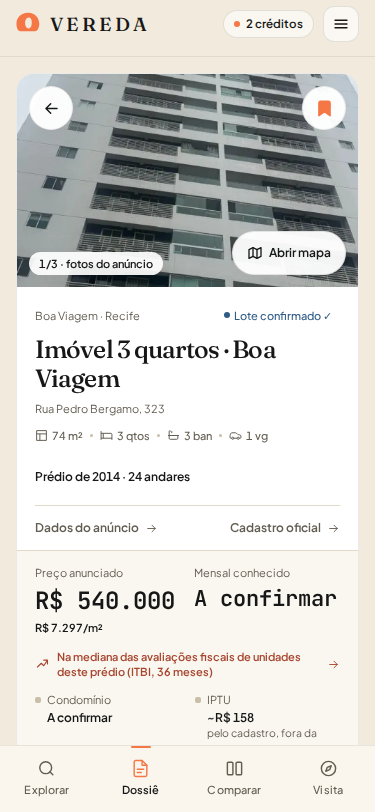 VEREDA
2 créditos
1/3 · fotos do anúncio
Abrir mapa
Boa Viagem · Recife
Lote confirmado ✓
Imóvel 3 quartos · Boa
Viagem
Rua Pedro Bergamo, 323
74 m² • 3 qtos • 3 ban • 1 vg
Prédio de 2014 · 24 andares
Dados do anúncio →
Cadastro oficial →
Preço anunciado
R$ 540.000
R$ 7.297/m²
Mensal conhecido
A confirmar
Na mediana das avaliações fiscais de unidades
deste prédio (ITBI, 36 meses) →
Condomínio
A confirmar
IPTU
~R$ 158
pelo cadastro, fora da
Explorar
Dossiê
Comparar
Visita